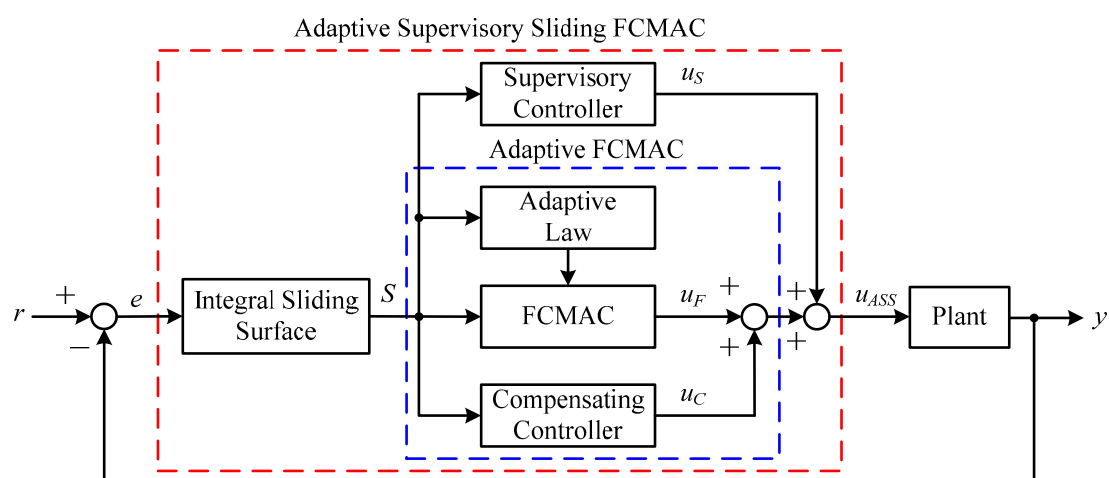 Adaptive Supervisory Sliding FCMAC
Supervisory
Controller
u_S
Adaptive FCMAC
Adaptive
Law
r
+
−
e
Integral Sliding
Surface
S
FCMAC
u_F
+
+
+
+
u_ASS
Plant
y
Compensating
Controller
u_C